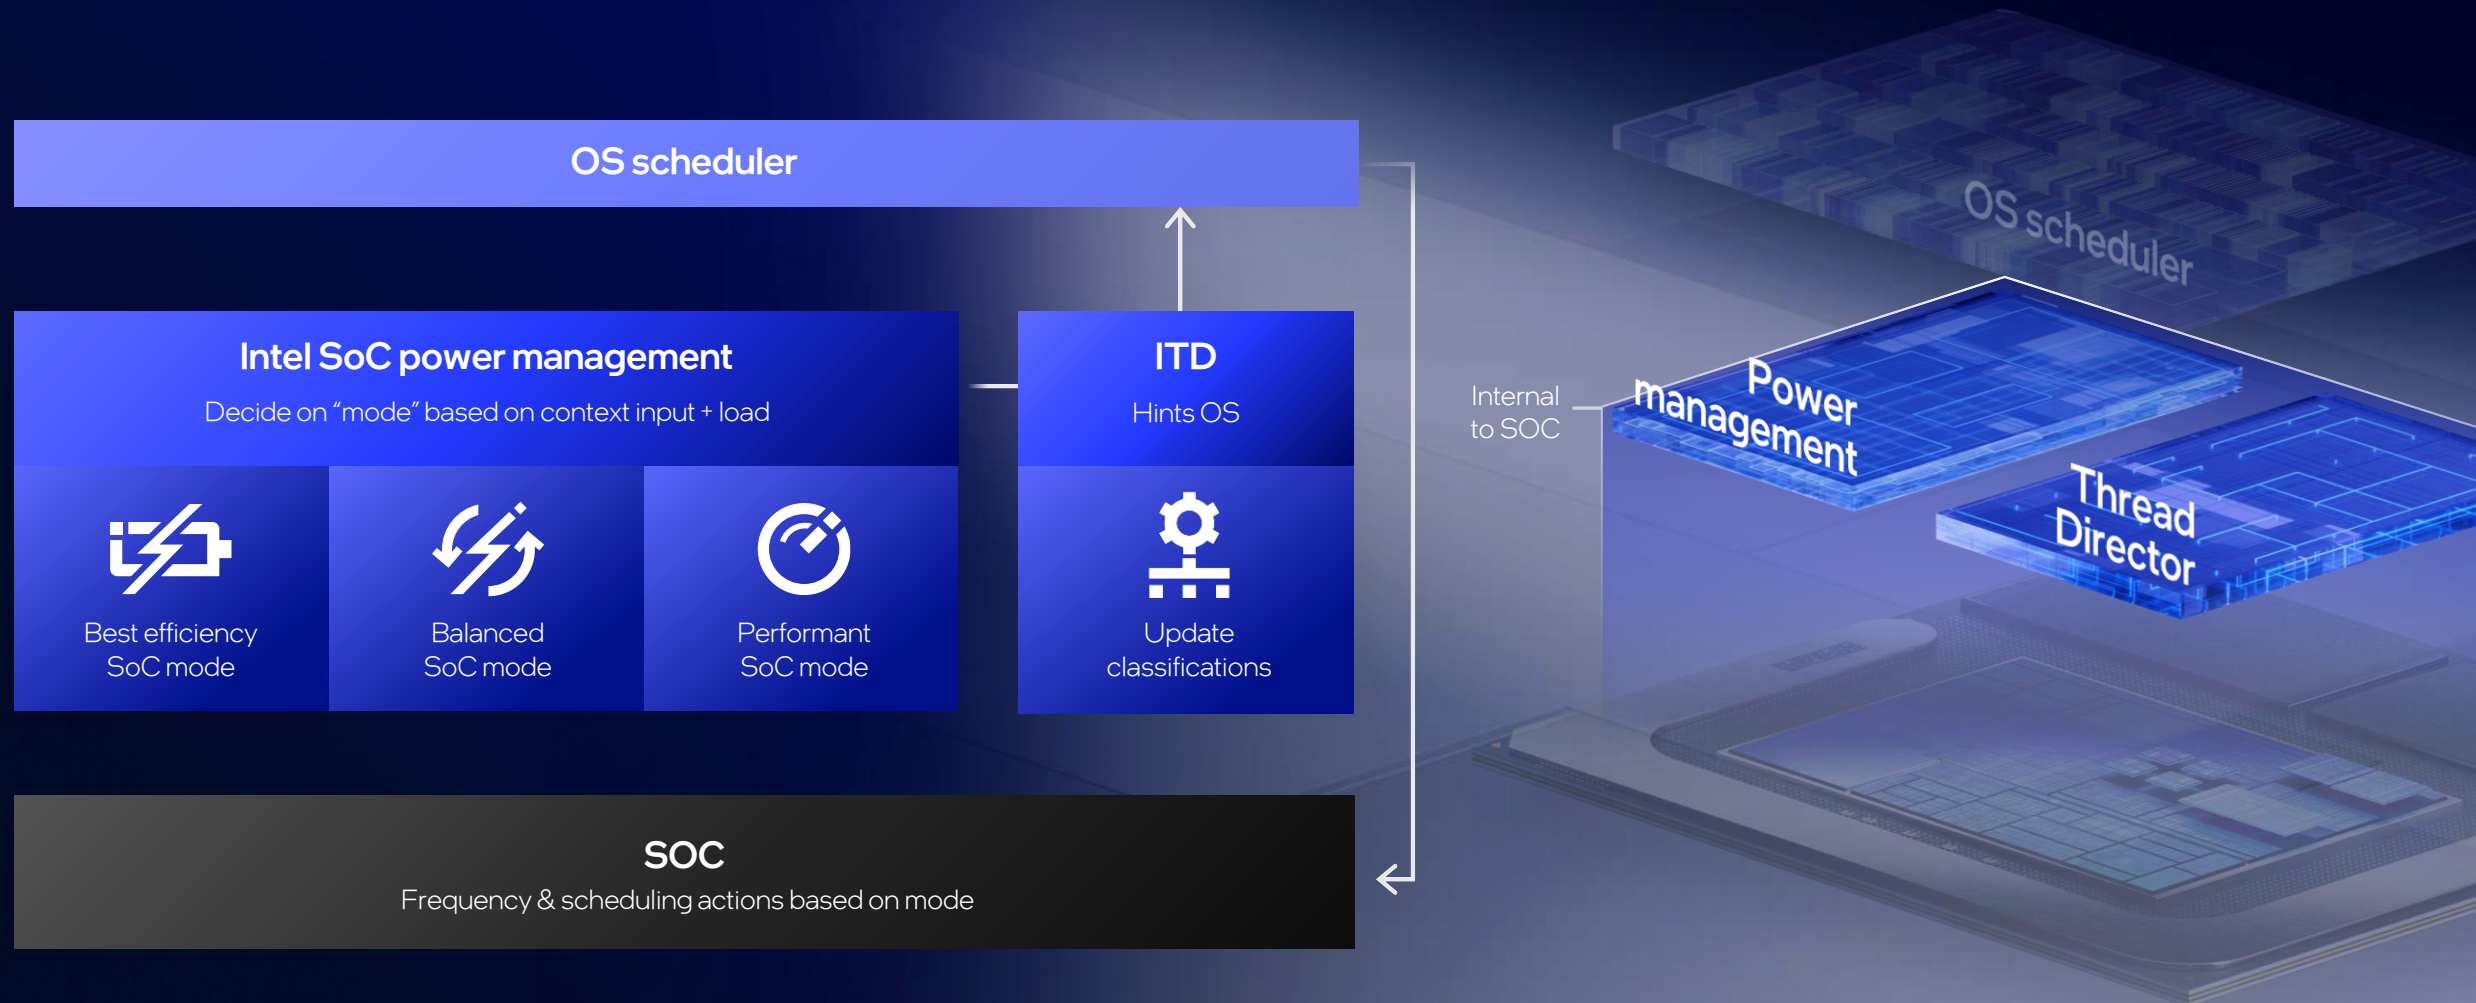 OS scheduler
Intel SoC power management
Decide on “mode” based on context input + load
ITD
Hints OS
Best efficiency
SoC mode
Balanced
SoC mode
Performant
SoC mode
Update
classifications
SOC
Frequency & scheduling actions based on mode
Internal
to SOC
OS scheduler
Power
management
Thread
Director